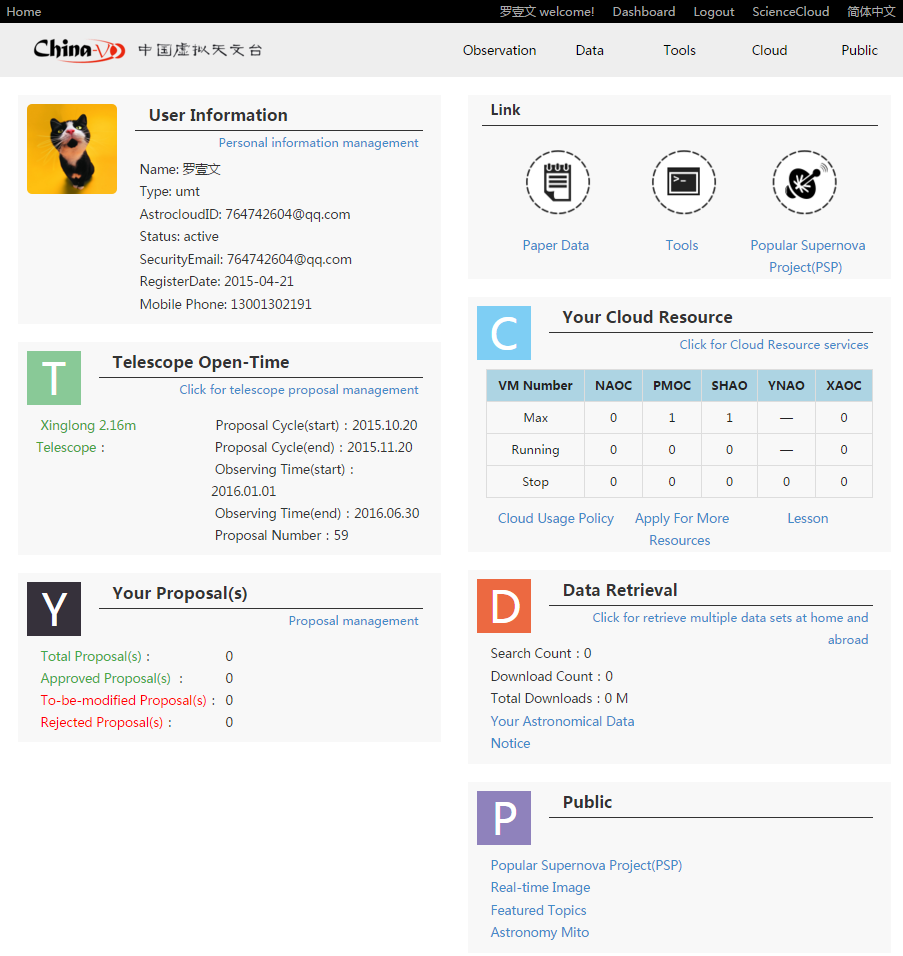 Home
罗壹文 welcome! Dashboard Logout ScienceCloud 简体中文
China-VO 中国虚拟天文台
Observation Data Tools Cloud Public
User Information
Personal information management
Name: 罗壹文
Type: umt
AstrocloudID: 764742604@qq.com
Status: active
SecurityEmail: 764742604@qq.com
RegisterDate: 2015-04-21
Mobile Phone: 13001302191
T
Telescope Open-Time
Click for telescope proposal management
Xinglong 2.16m
Telescope：
Proposal Cycle(start)：2015.10.20
Proposal Cycle(end)：2015.11.20
Observing Time(start)：
2016.01.01
Observing Time(end)：2016.06.30
Proposal Number：59
Y
Your Proposal(s)
Proposal management
Total Proposal(s)： 0
Approved Proposal(s) ： 0
To-be-modified Proposal(s)： 0
Rejected Proposal(s)： 0
Link
Paper Data
Tools
Popular Supernova
Project(PSP)
C
Your Cloud Resource
Click for Cloud Resource services
VM Number NAOC PMOC SHAO YNAO XAOC
Max 0 1 1 — 0
Running 0 0 0 — 0
Stop 0 0 0 0 0
Cloud Usage Policy
Apply For More
Resources
Lesson
D
Data Retrieval
Click for retrieve multiple data sets at home and
abroad
Search Count：0
Download Count：0
Total Downloads：0 M
Your Astronomical Data
Notice
P
Public
Popular Supernova Project(PSP)
Real-time Image
Featured Topics
Astronomy Mito